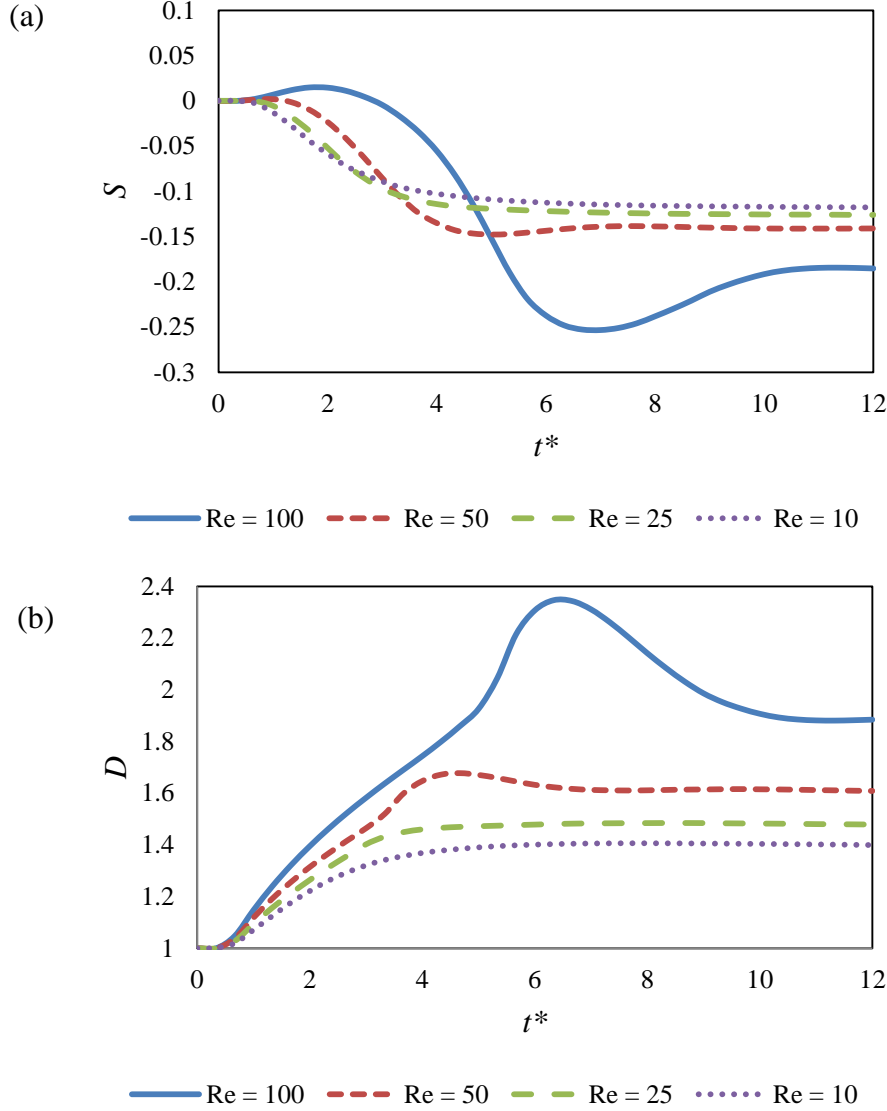 (a)
0.1
0.05
0
-0.05
-0.1
-0.15
-0.2
-0.25
-0.3
S
0 2 4 6 8 10 12
t*
Re = 100 Re = 50 Re = 25 Re = 10
(b)
2.4
2.2
2
1.8
1.6
1.4
1.2
1
D
0 2 4 6 8 10 12
t*
Re = 100 Re = 50 Re = 25 Re = 10